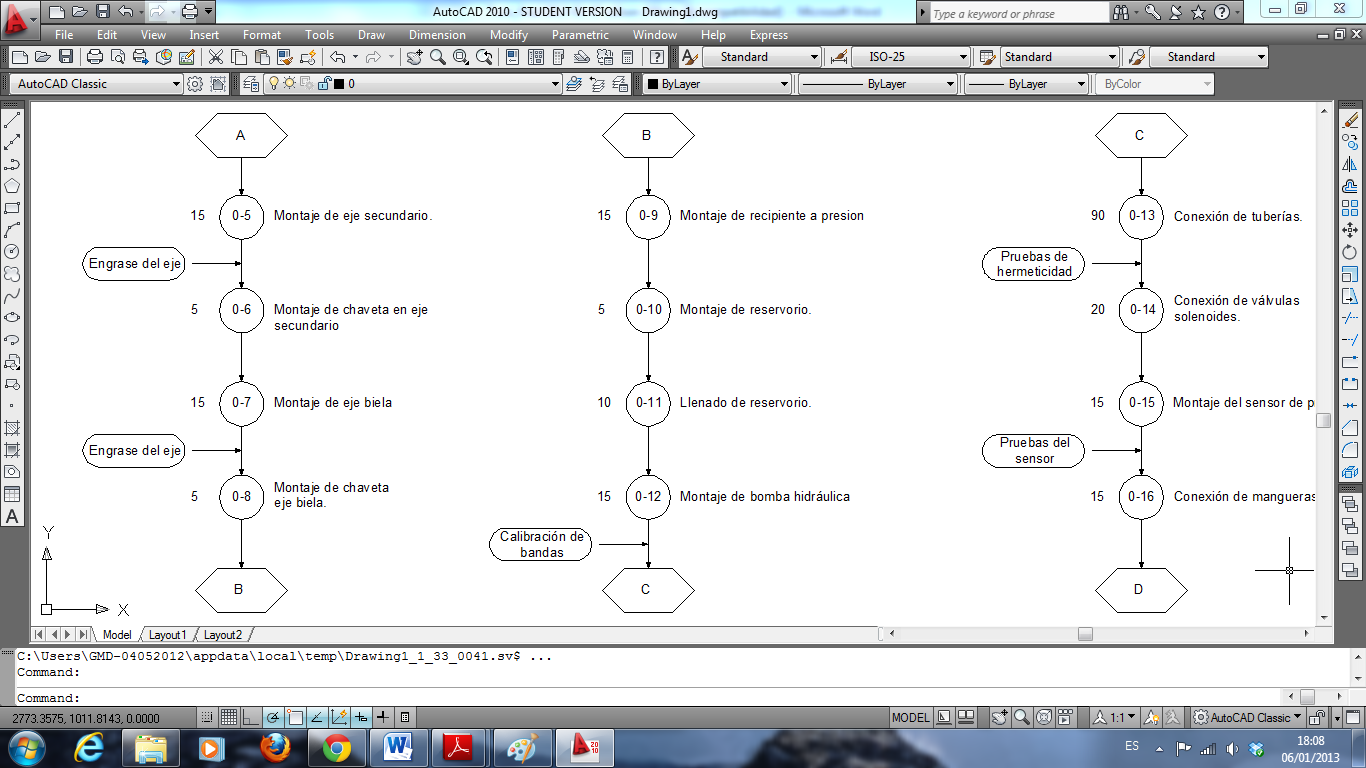 AutoCAD 2010 - STUDENT VERSION Drawing1.dwg
Type a keyword or phrase
File Edit View Insert Format Tools Draw Dimension Modify Parametric Window Help Express
Standard ISO-25 Standard Standard
AutoCAD Classic 0 ByLayer ByLayer ByLayer ByColor
A
15 0-5 Montaje de eje secundario.
Engrase del eje
5 0-6 Montaje de chaveta en eje
secundario
15 0-7 Montaje de eje biela
Engrase del eje
5 0-8 Montaje de chaveta
eje biela.
B
B
15 0-9 Montaje de recipiente a presion
5 0-10 Montaje de reservorio.
10 0-11 Llenado de reservorio.
15 0-12 Montaje de bomba hidráulica
Calibración de
bandas
C
C
90 0-13 Conexión de tuberías.
Pruebas de
hermeticidad
20 0-14 Conexión de válvulas
solenoides.
15 0-15 Montaje del sensor de p
Pruebas del
sensor
15 0-16 Conexión de mangueras
D
Y
X
A
Model Layout1 Layout2
C:\Users\GMD-04052012\appdata\local\temp\Drawing1_1_33_0041.sv$ ...
Command:
Command:
2773.3575, 1011.8143, 0.0000 MODEL 1:1 AutoCAD Classic
ES 18:08
06/01/2013